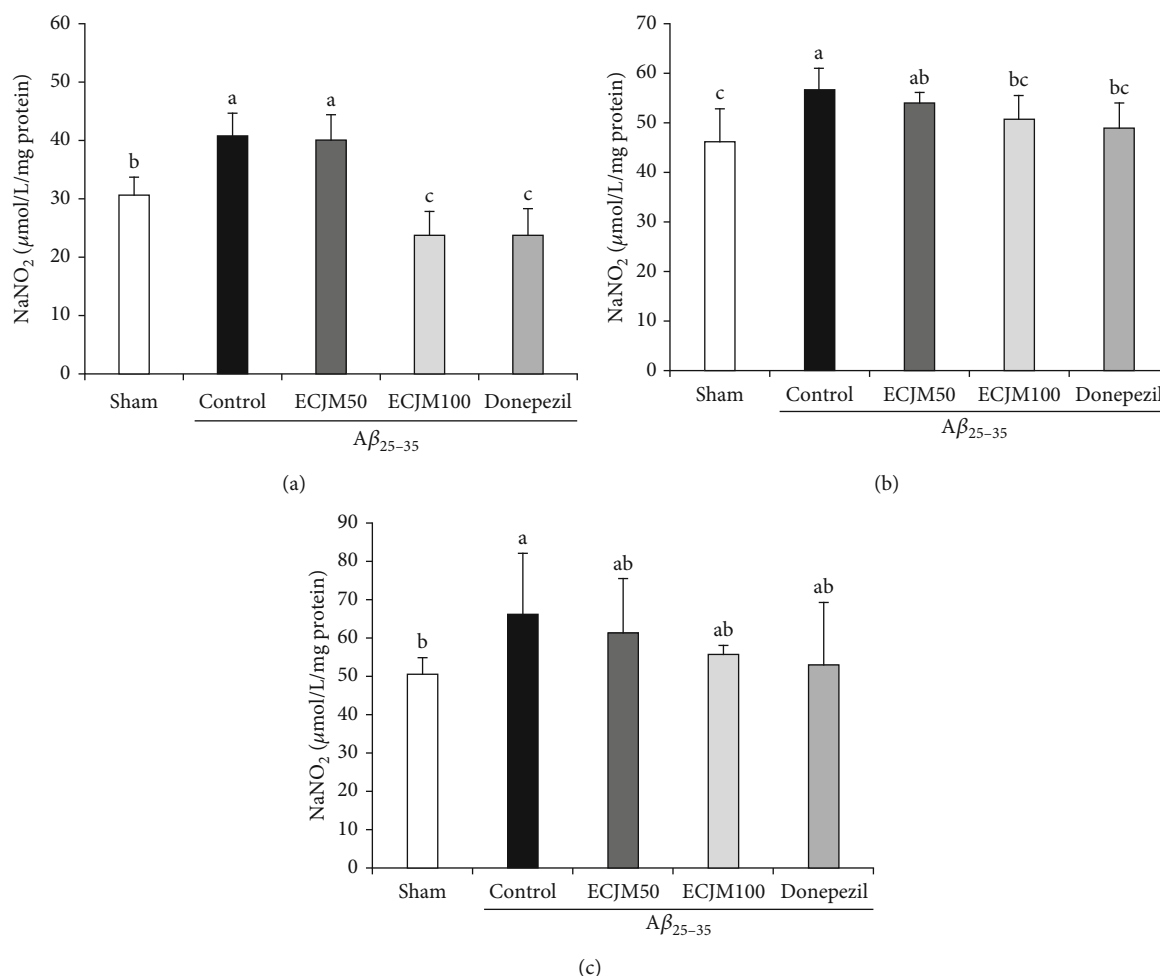 60
50
40
30
20
10
0
NaNO₂ (μmol/L/mg protein)
b
a
a
c
c
Sham Control ECJM50 ECJM100 Donepezil
Aβ₂₅₋₃₅
(a)
70
60
50
40
30
20
10
0
NaNO₂ (μmol/L/mg protein)
c
a
ab
bc
bc
Sham Control ECJM50 ECJM100 Donepezil
Aβ₂₅₋₃₅
(b)
90
80
70
60
50
40
30
20
10
0
NaNO₂ (μmol/L/mg protein)
b
a
ab
ab
ab
Sham Control ECJM50 ECJM100 Donepezil
Aβ₂₅₋₃₅
(c)